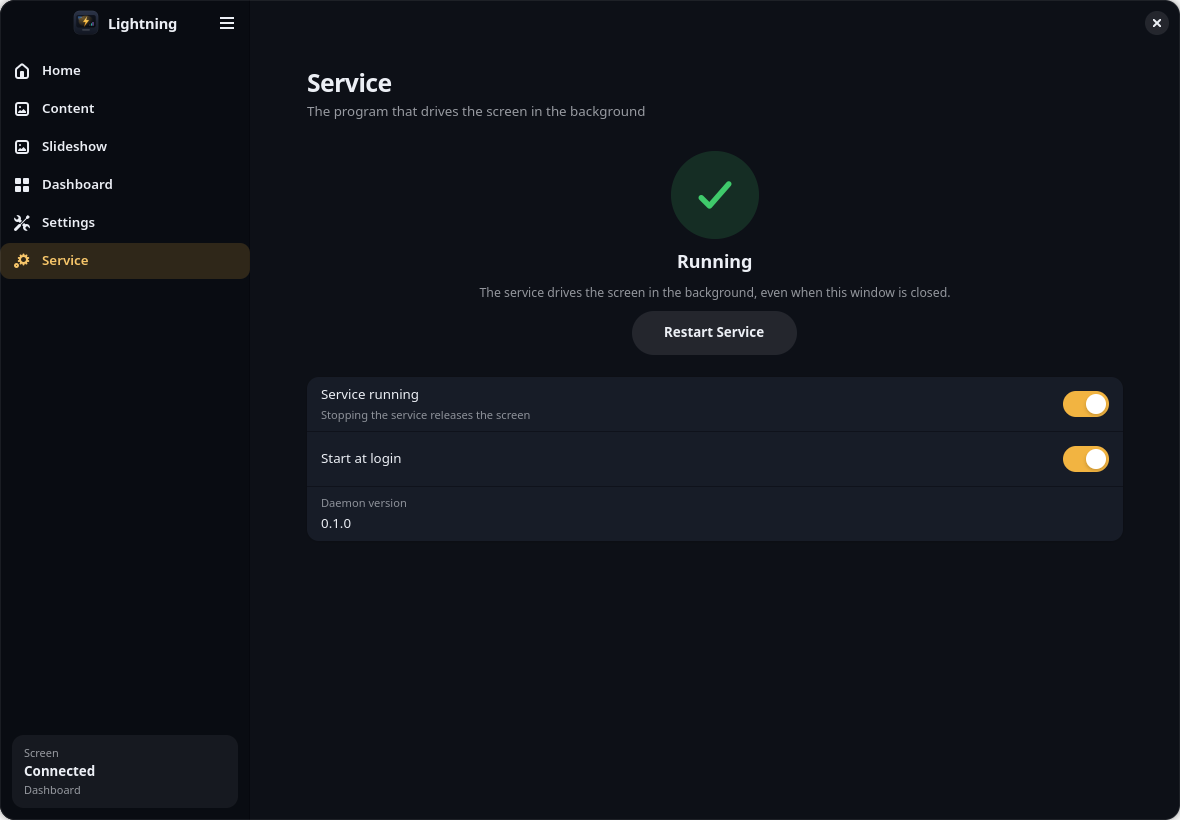 Lightning
Home
Content
Slideshow
Dashboard
Settings
Service
Screen
Connected
Dashboard
Service
The program that drives the screen in the background
Running
The service drives the screen in the background, even when this window is closed.
Restart Service
Service running
Stopping the service releases the screen
Start at login
Daemon version
0.1.0